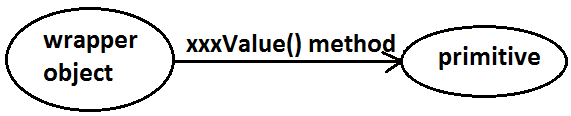 wrapper
object
xxxValue() method
primitive